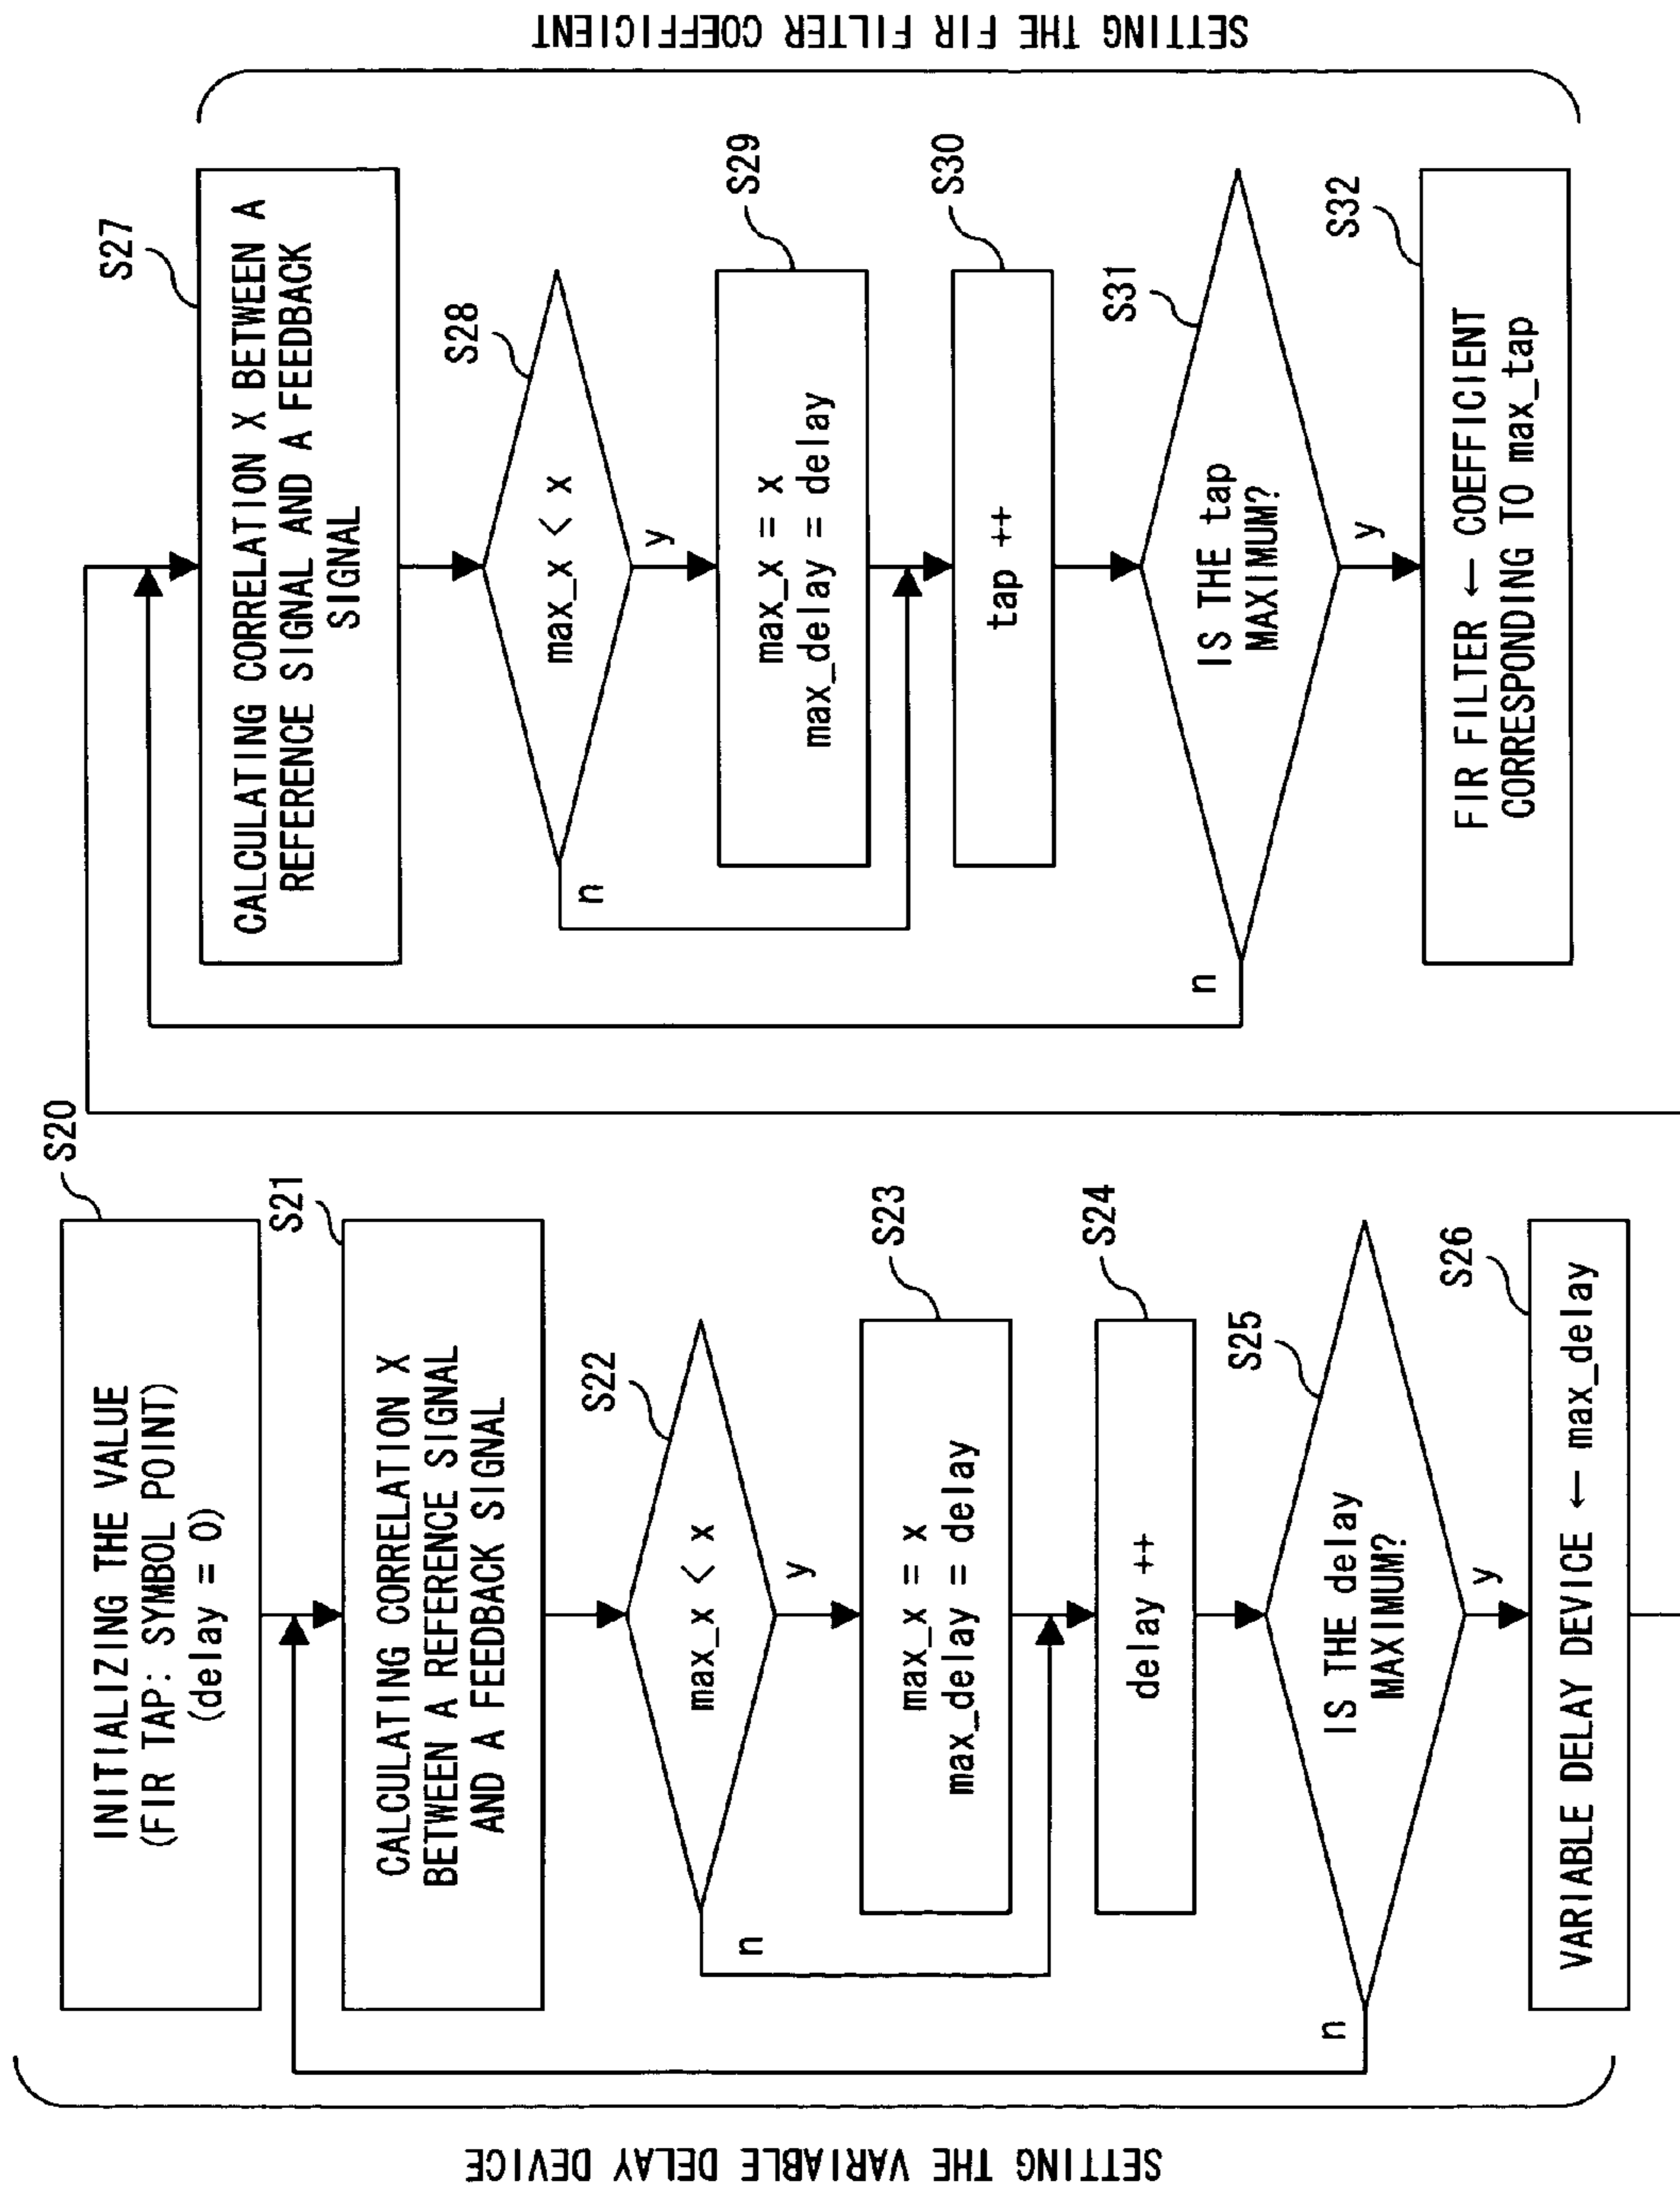 SETTING THE VARIABLE DELAY DEVICE
S20
INITIALIZING THE VALUE
(FIR TAP: SYMBOL POINT)
(delay = 0)
S21
CALCULATING CORRELATION X
BETWEEN A REFERENCE SIGNAL
AND A FEEDBACK SIGNAL
S22
max_x < x
y
n
S23
max_x = x
max_delay = delay
S24
delay ++
S25
IS THE delay
MAXIMUM?
n
y
S26
VARIABLE DELAY DEVICE ← max_delay
S27
CALCULATING CORRELATION X BETWEEN A
REFERENCE SIGNAL AND A FEEDBACK
SIGNAL
S28
max_x < x
y
n
S29
max_x = x
max_delay = delay
S30
tap ++
S31
IS THE tap
MAXIMUM?
n
y
S32
FIR FILTER ← COEFFICIENT
CORRESPONDING TO max_tap
SETTING THE FIR FILTER COEFFICIENT